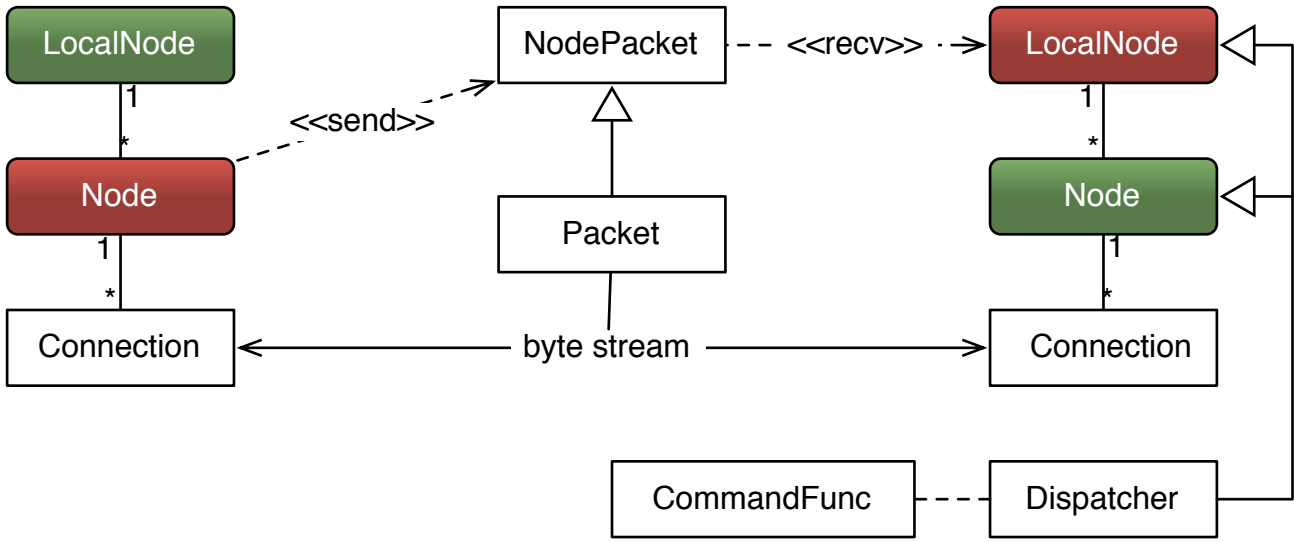 LocalNode
NodePacket
<<recv>>
LocalNode
1
*
<<send>>
1
*
Node
Packet
Node
1
*
1
*
Connection
byte stream
Connection
CommandFunc
Dispatcher